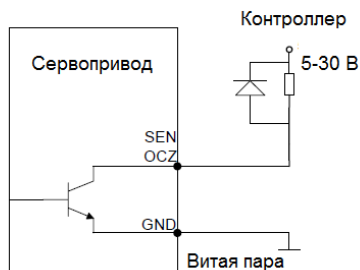 Контроллер
Сервопривод
5-30 В
SEN
OCZ
GND
Витая пара